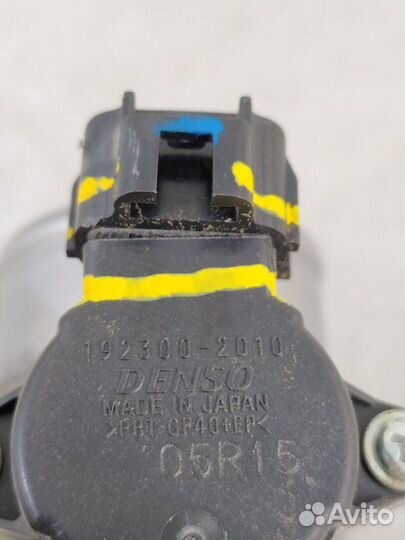 192300-2010
DENSO
MADE IN JAPAN
>PBT-GF40+EP<
05R15
Avito